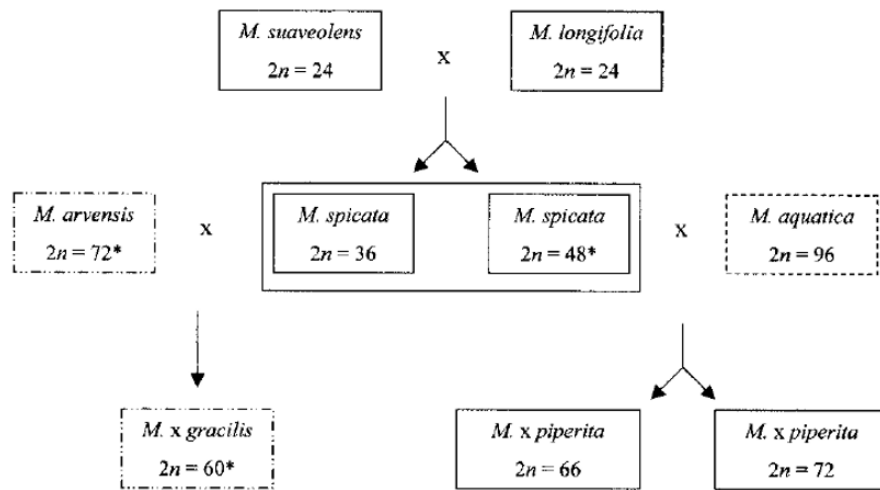 M. suaveolens
2n = 24
x
M. longifolia
2n = 24
M. arvensis
2n = 72*
x
M. spicata
2n = 36
M. spicata
2n = 48*
x
M. aquatica
2n = 96
M. x gracilis
2n = 60*
M. x piperita
2n = 66
M. x piperita
2n = 72